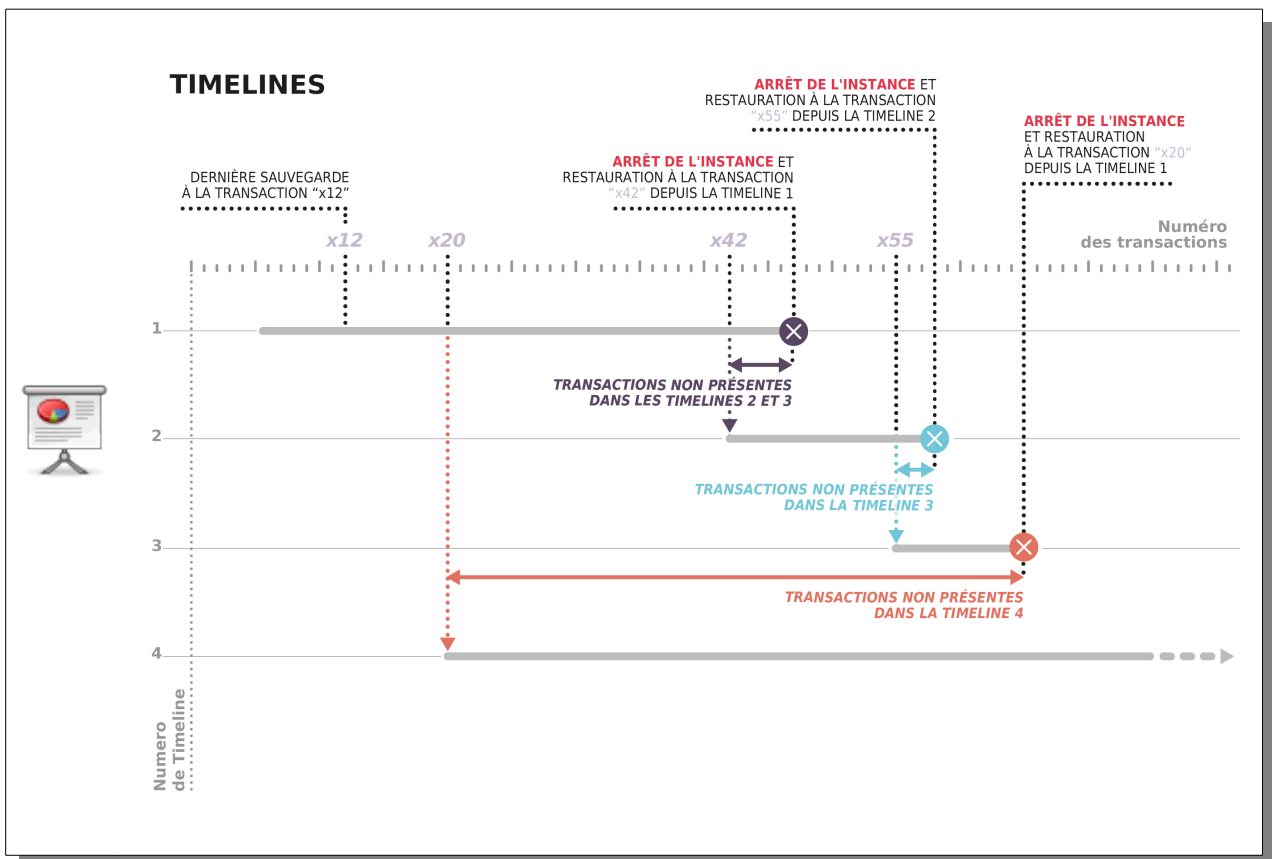 TIMELINES
ARRÊT DE L'INSTANCE ET
RESTAURATION À LA TRANSACTION
“x55” DEPUIS LA TIMELINE 2
ARRÊT DE L'INSTANCE
ET RESTAURATION
À LA TRANSACTION “x20”
DEPUIS LA TIMELINE 1
ARRÊT DE L'INSTANCE ET
RESTAURATION À LA TRANSACTION
“x42” DEPUIS LA TIMELINE 1
DERNIÈRE SAUVEGARDE
À LA TRANSACTION “x12”
x12
x20
x42
x55
Numéro
des transactions
1
TRANSACTIONS NON PRÉSENTES
DANS LES TIMELINES 2 ET 3
2
TRANSACTIONS NON PRÉSENTES
DANS LA TIMELINE 3
3
TRANSACTIONS NON PRÉSENTES
DANS LA TIMELINE 4
4
Numero
de Timeline